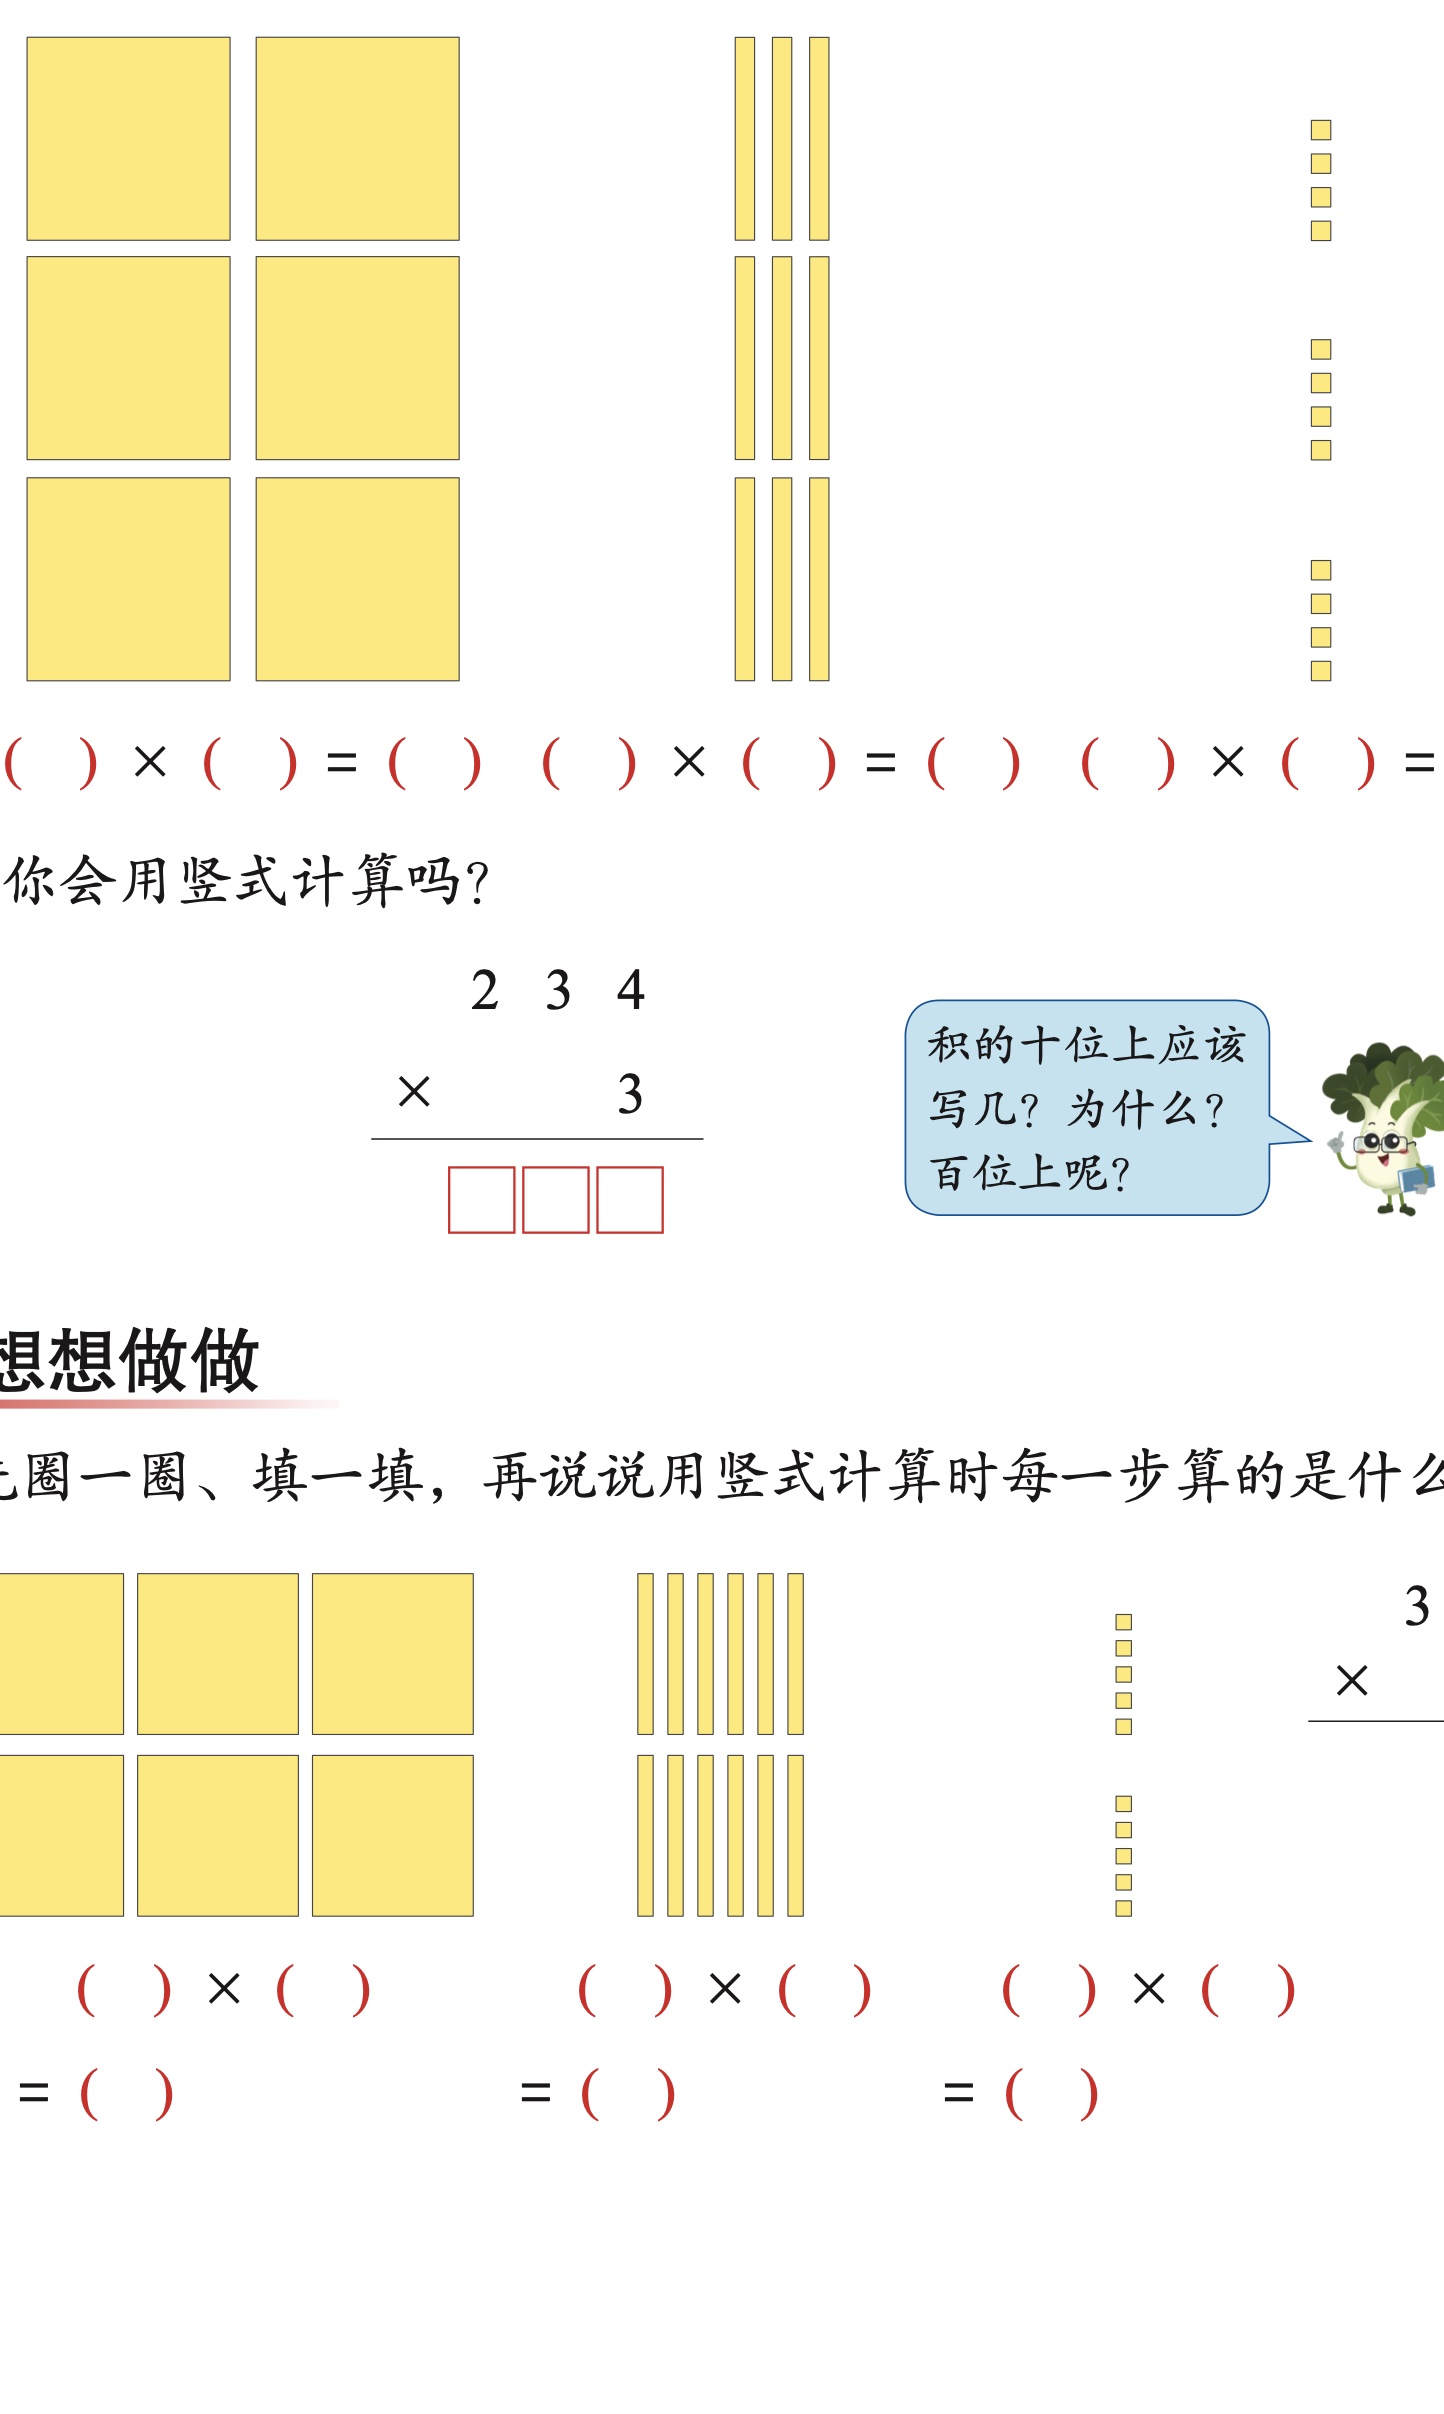 ( ) × ( ) = ( ) ( ) × ( ) = ( ) ( ) × ( ) =
你会用竖式计算吗？
2 3 4
× 3
积的十位上应该
写几？为什么？
百位上呢？
想想做做
圈一圈、填一填，再说说用竖式计算时每一步算的是什么
3
×
( ) × ( ) ( ) × ( ) ( ) × ( )
= ( ) = ( ) = ( )